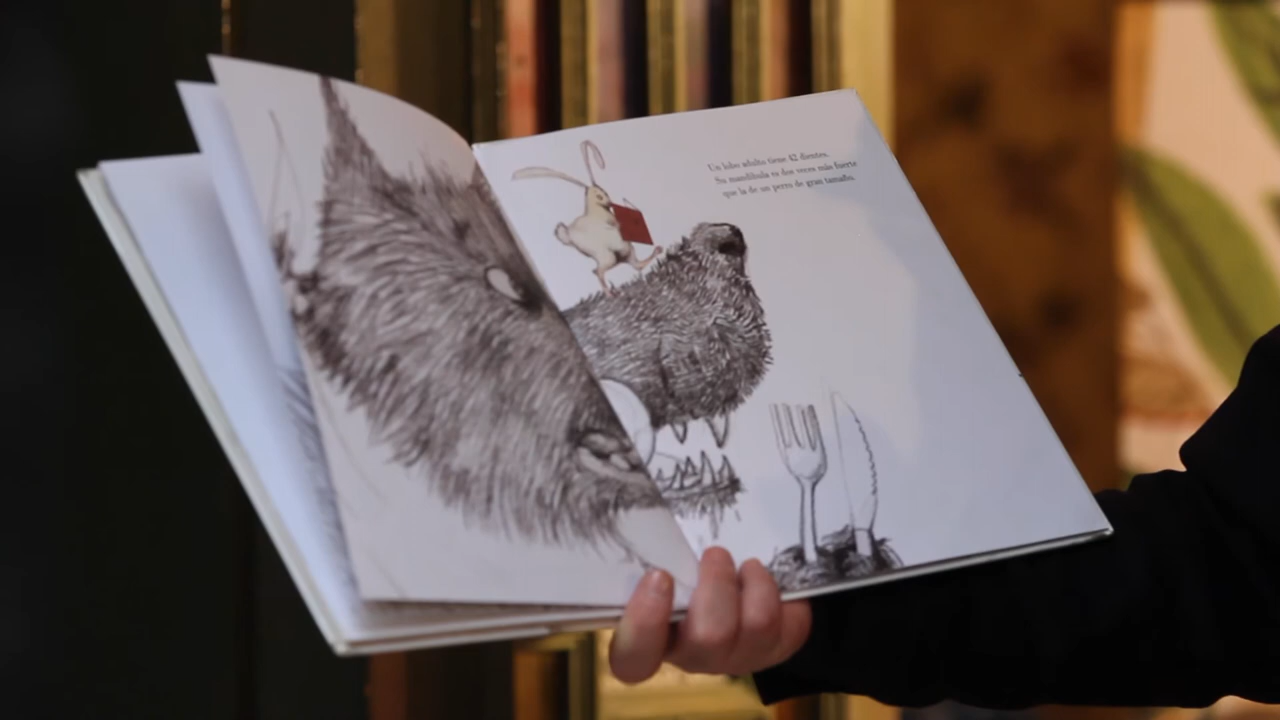 Un lobo adulto tiene 42 dientes.
Su mandíbula es dos veces más fuerte
que la de un perro de gran tamaño.